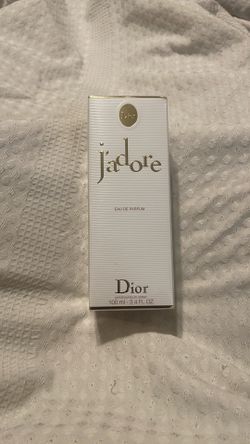 j'adore
EAU DE PARFUM
Dior
100 ml - 3.4 FL. OZ